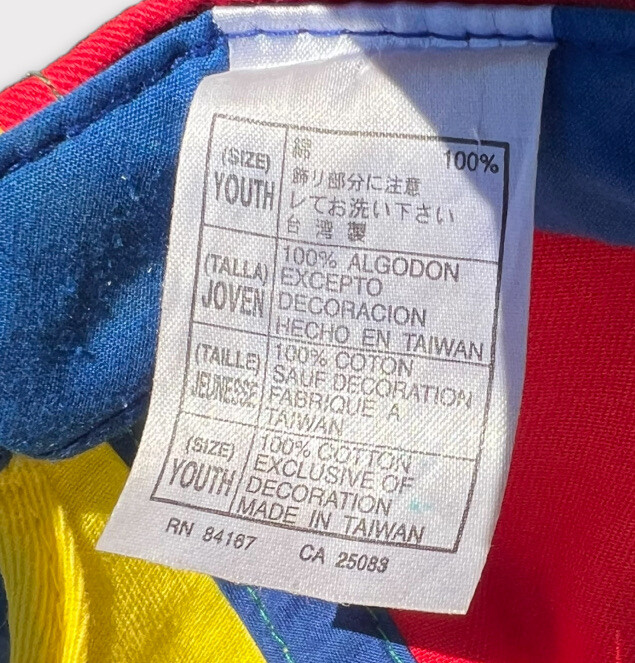 (SIZE)
YOUTH
綿 100%
飾り部分に注意
してお洗い下さい
台湾製
(TALLA)
JOVEN
100% ALGODON
EXCEPTO
DECORACION
HECHO EN TAIWAN
(TAILLE)
JEUNESSE
100% COTON
SAUF DECORATION
FABRIQUE A
TAIWAN
(SIZE)
YOUTH
100% COTTON
EXCLUSIVE OF
DECORATION
MADE IN TAIWAN
RN 84167 CA 25083